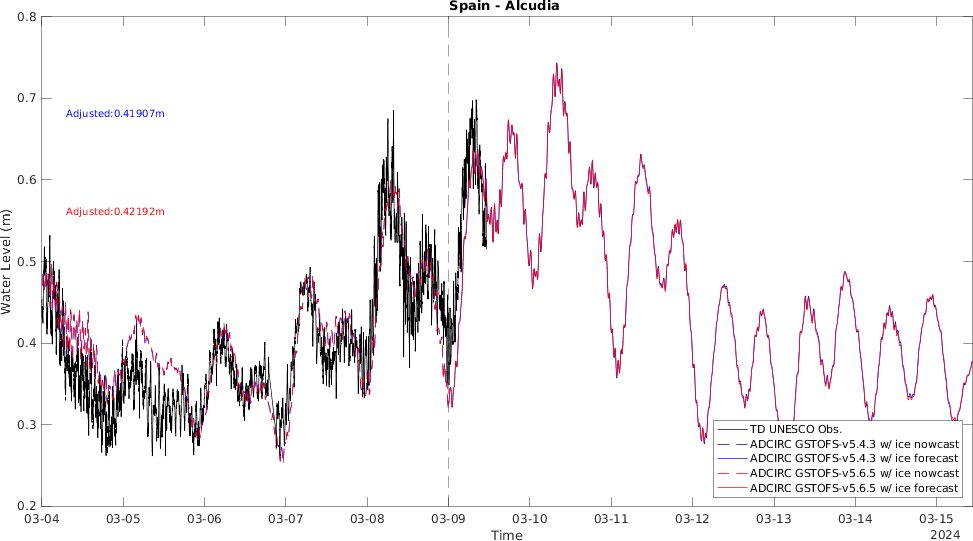 Spain - Alcudia
0.8
0.7
0.6
0.5
0.4
0.3
0.2
Water Level (m)
Adjusted:0.41907m
Adjusted:0.42192m
TD UNESCO Obs.
ADCIRC GSTOFS-v5.4.3 w/ ice nowcast
ADCIRC GSTOFS-v5.4.3 w/ ice forecast
ADCIRC GSTOFS-v5.6.5 w/ ice nowcast
ADCIRC GSTOFS-v5.6.5 w/ ice forecast
03-04 03-05 03-06 03-07 03-08 03-09 03-10 03-11 03-12 03-13 03-14 03-15
Time
2024